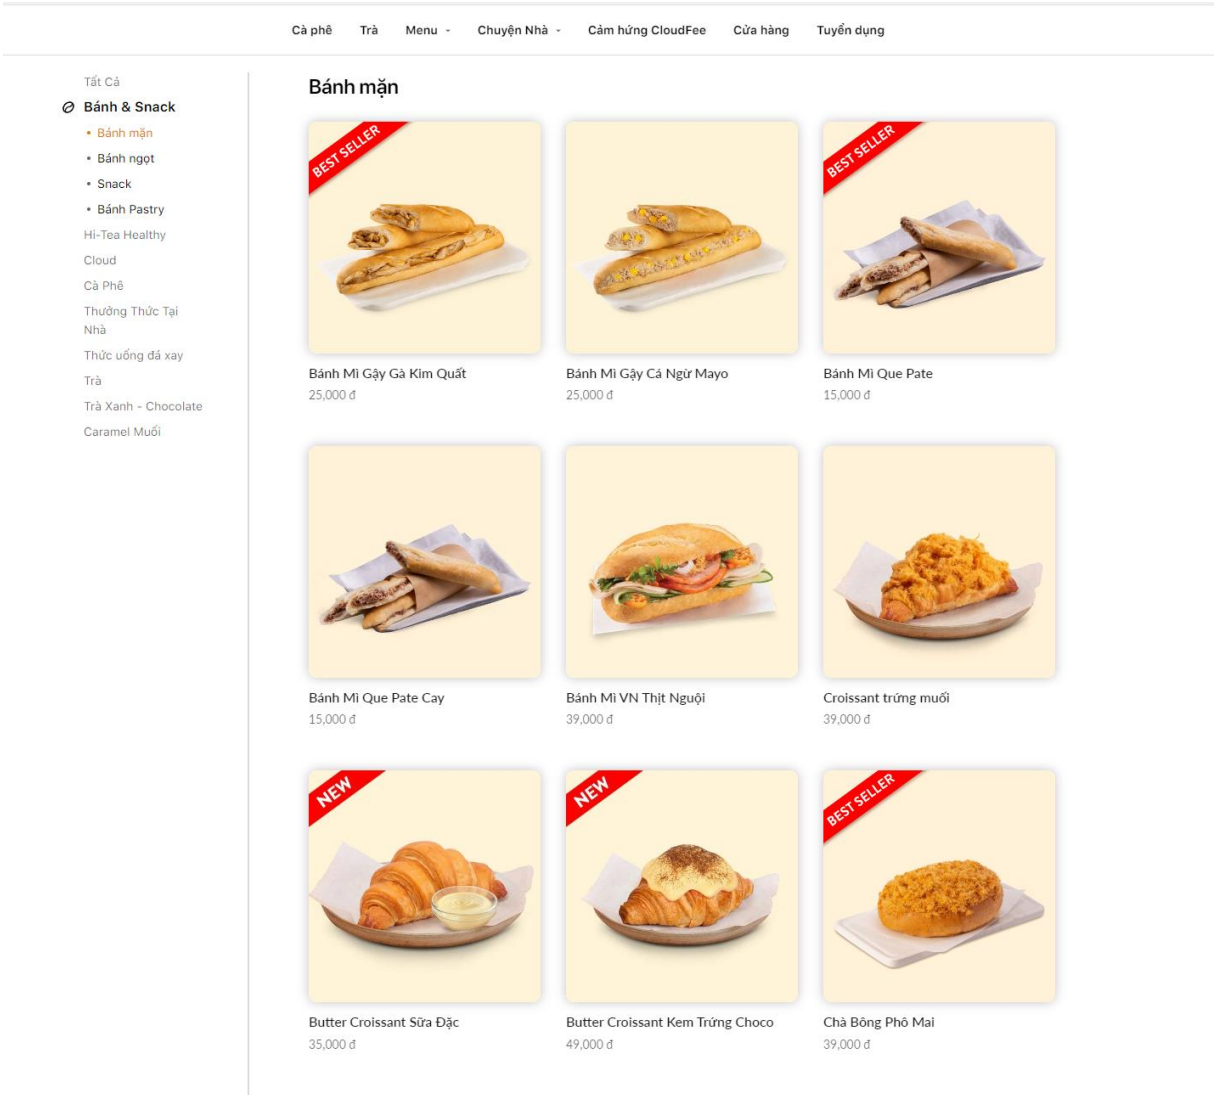 Cà phê Trà Menu - Chuyện Nhà - Cảm hứng CloudFee Cửa hàng Tuyển dụng
Tất Cả
Bánh & Snack
• Bánh mặn
• Bánh ngọt
• Snack
• Bánh Pastry
Hi-Tea Healthy
Cloud
Cà Phê
Thưởng Thức Tại
Nhà
Thức uống đá xay
Trà
Trà Xanh - Chocolate
Caramel Muối
Bánh mặn
BEST SELLER
BEST SELLER
Bánh Mì Gậy Gà Kim Quất
25,000 đ
Bánh Mì Gậy Cá Ngừ Mayo
25,000 đ
Bánh Mì Que Pate
15,000 đ
Bánh Mì Que Pate Cay
15,000 đ
Bánh Mì VN Thịt Nguội
39,000 đ
Croissant trứng muối
39,000 đ
NEW
NEW
BEST SELLER
Butter Croissant Sữa Đặc
35,000 đ
Butter Croissant Kem Trứng Choco
49,000 đ
Chà Bông Phô Mai
39,000 đ